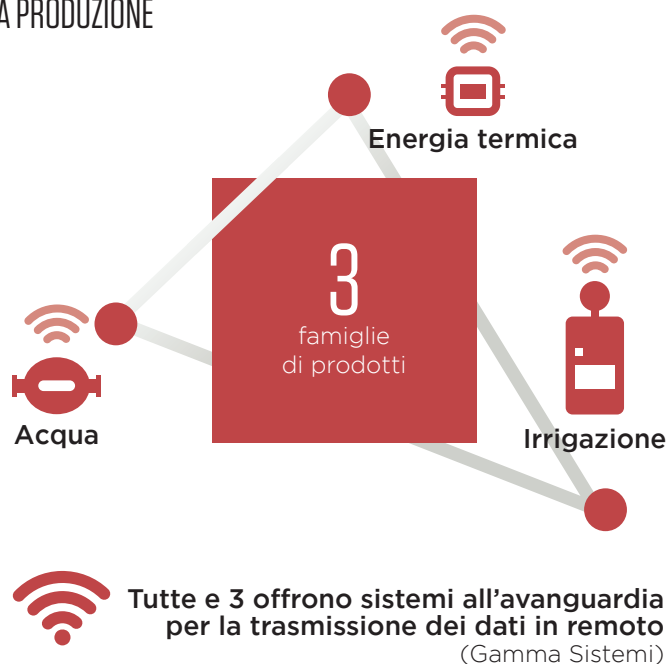 A PRODUZIONE
Energia termica
3
famiglie
di prodotti
Acqua
Irrigazione
Tutte e 3 offrono sistemi all’avanguardia
per la trasmissione dei dati in remoto
(Gamma Sistemi)